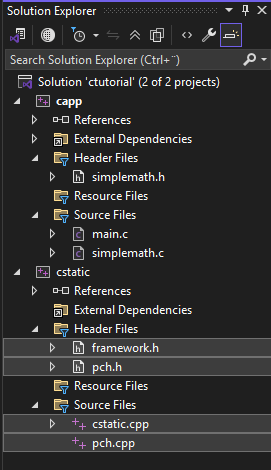 Solution Explorer
Search Solution Explorer (Ctrl+¨)
Solution 'ctutorial' (2 of 2 projects)
capp
References
External Dependencies
Header Files
simplemath.h
Resource Files
Source Files
main.c
simplemath.c
cstatic
References
External Dependencies
Header Files
framework.h
pch.h
Resource Files
Source Files
cstatic.cpp
pch.cpp